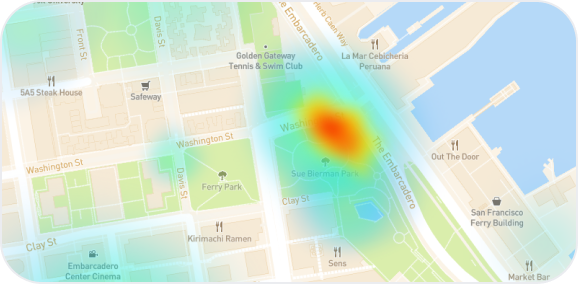 Front St
Davis St
The Embarcadero
Herb Caen Way
Golden Gateway
Tennis & Swim Club
La Mar Cebicheria
Peruana
5A5 Steak House
Safeway
Washington St
Washington St
Out The Door
Sue Bierman Park
The Embarcadero
Davis St
Ferry Park
Clay St
San Francisco
Ferry Building
Kirimachi Ramen
Clay St
Embarcadero
Center Cinema
Sens
Market Bar